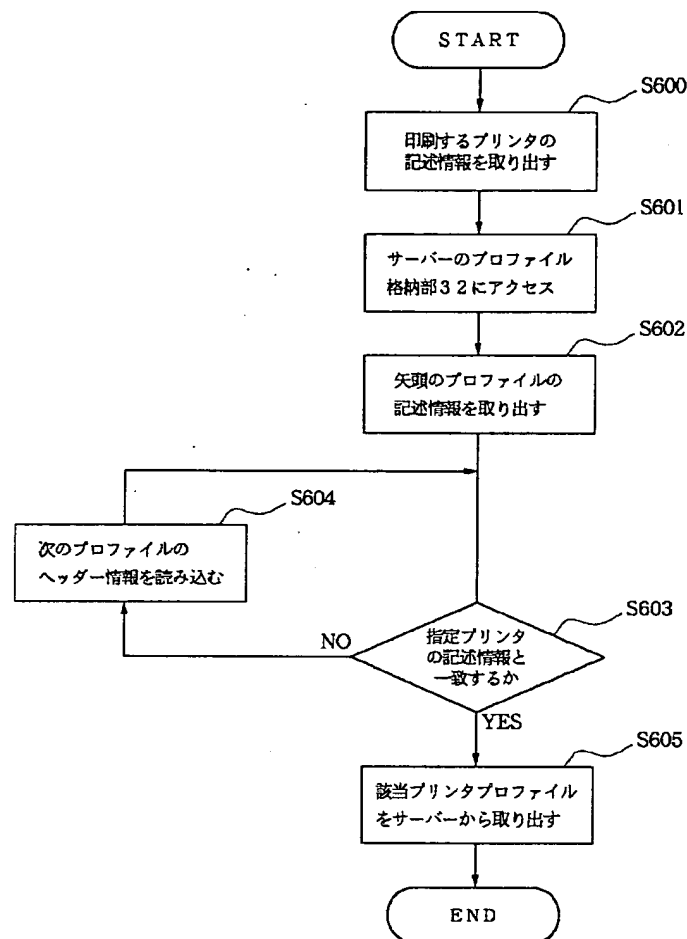 START
S600
印刷するプリンタの
記述情報を取り出す
S601
サーバーのプロファイル
格納部32にアクセス
S602
矢頭のプロファイルの
記述情報を取り出す
S604
次のプロファイルの
ヘッダー情報を読み込む
S603
指定プリンタ
の記述情報と
一致するか
NO
YES
S605
該当プリンタプロファイル
をサーバーから取り出す
END